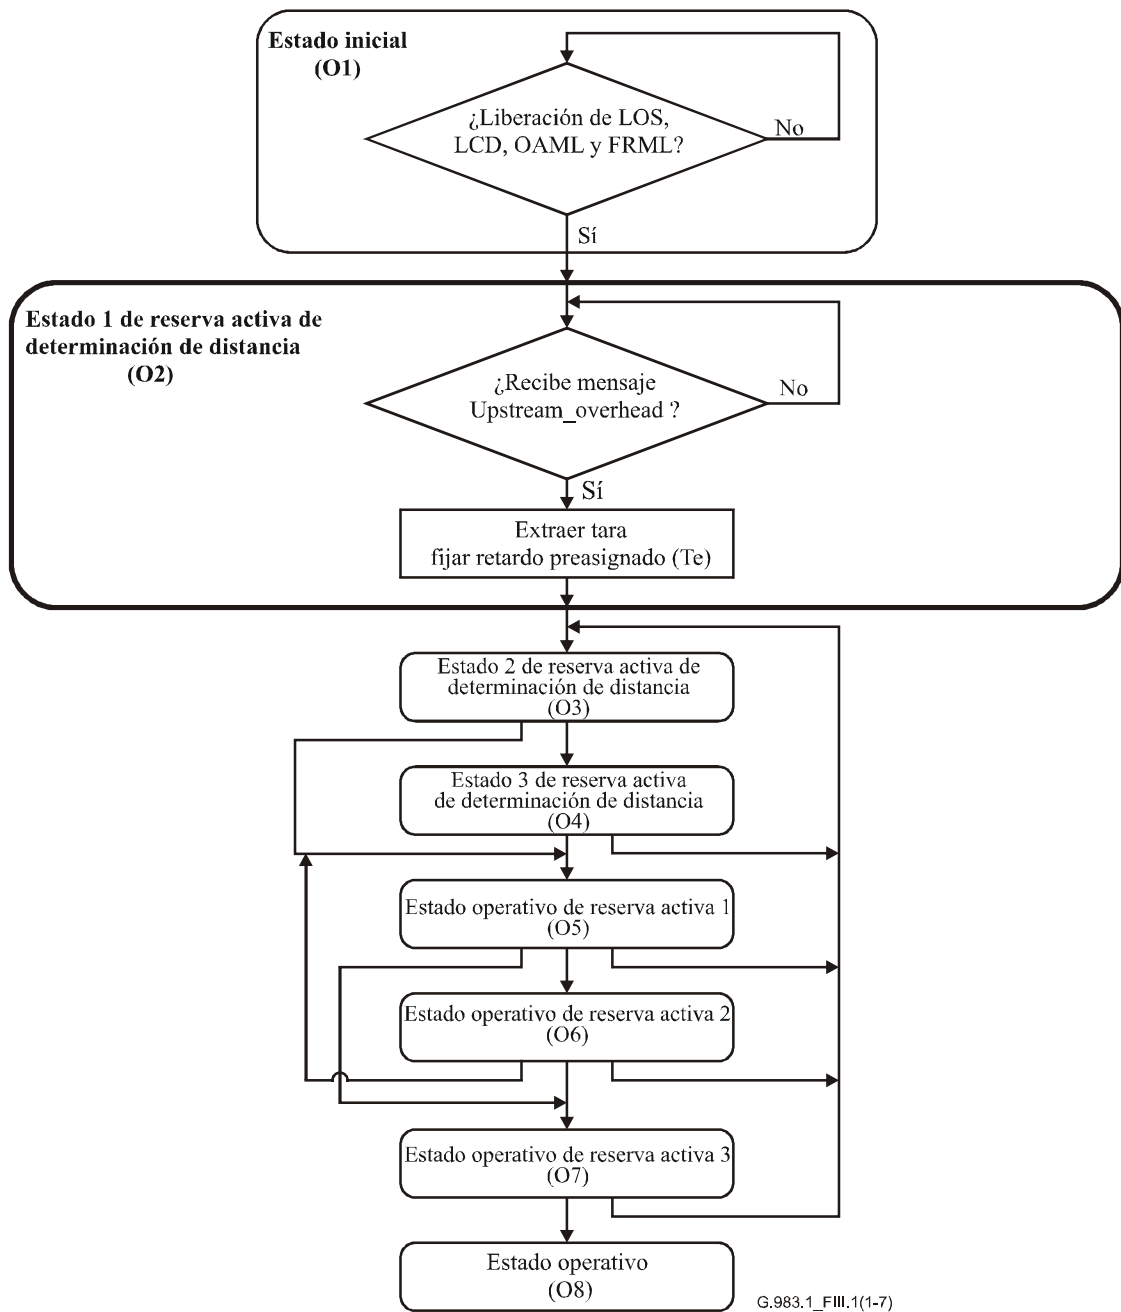 Estado inicial
(O1)
¿Liberación de LOS,
LCD, OAML y FRML?
No
Sí
Estado 1 de reserva activa de
determinación de distancia
(O2)
¿Recibe mensaje
Upstream_overhead ?
No
Sí
Extraer tara
fijar retardo preasignado (Te)
Estado 2 de reserva activa de
determinación de distancia
(O3)
Estado 3 de reserva activa
de determinación de distancia
(O4)
Estado operativo de reserva activa 1
(O5)
Estado operativo de reserva activa 2
(O6)
Estado operativo de reserva activa 3
(O7)
Estado operativo
(O8)
G.983.1_FIII.1(1-7)